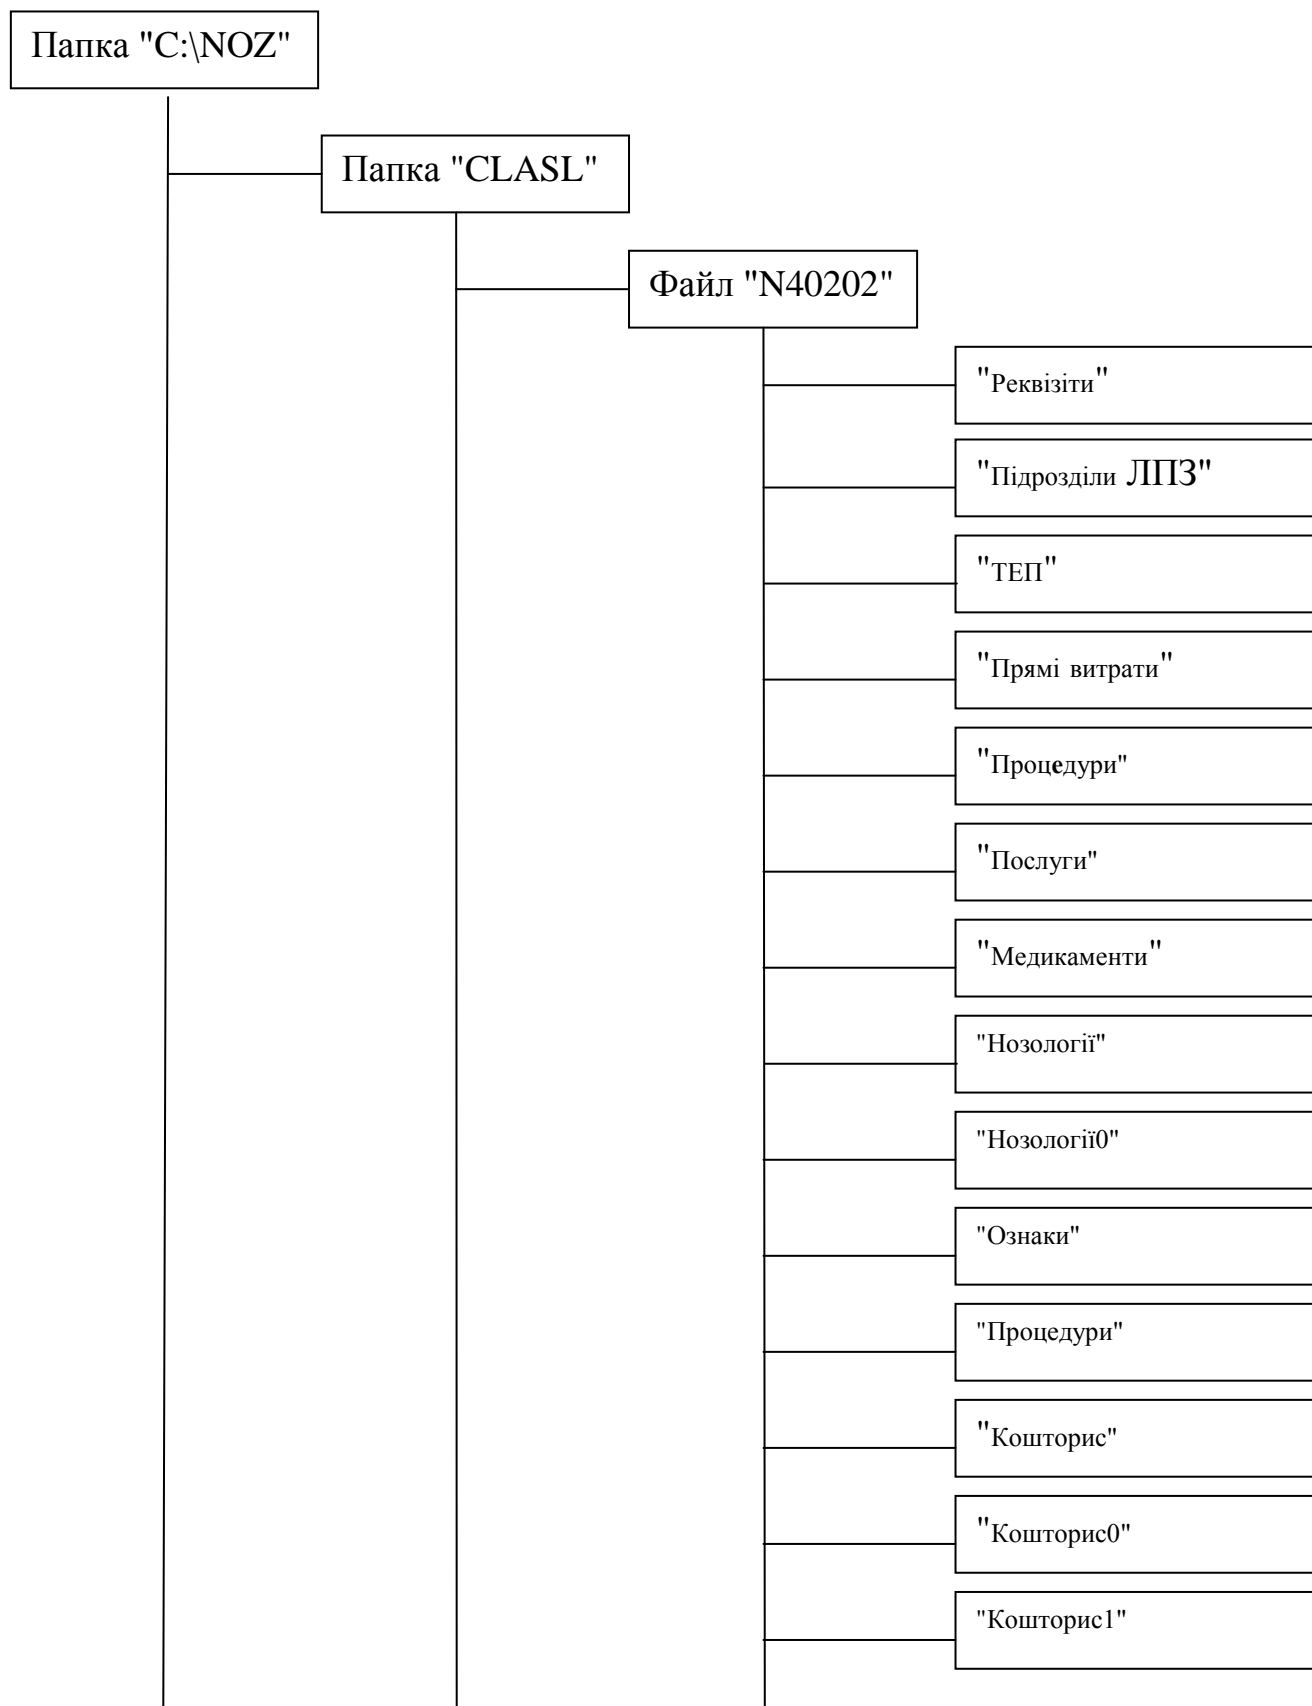 Папка "C:\NOZ"
Папка "CLASL"
Файл "N40202"
"Реквізіти"
"Підрозділи ЛПЗ"
"ТЕП"
"Прямі витрати"
"Процедури"
"Послуги"
"Медикаменти"
"Нозології"
"Нозології0"
"Ознаки"
"Процедури"
"Кошторис"
"Кошторис0"
"Кошторис1"